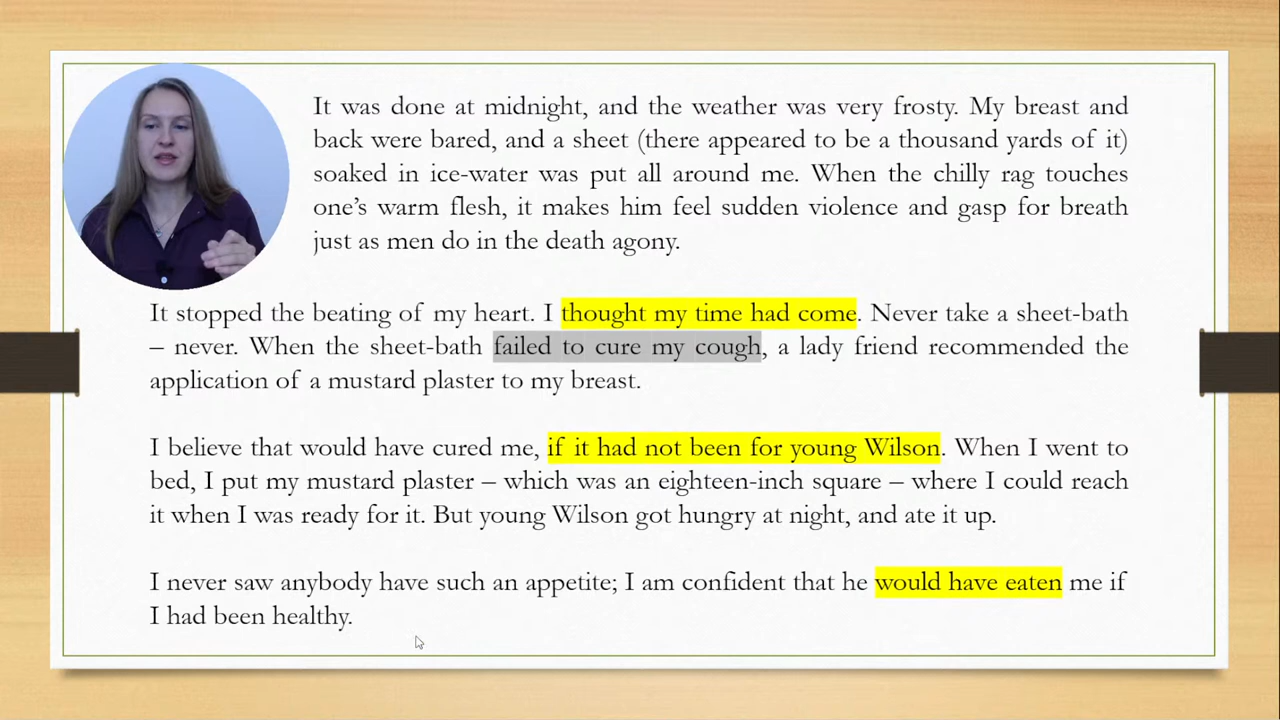 It was done at midnight, and the weather was very frosty. My breast and
back were bared, and a sheet (there appeared to be a thousand yards of it)
soaked in ice-water was put all around me. When the chilly rag touches
one’s warm flesh, it makes him feel sudden violence and gasp for breath
just as men do in the death agony.
It stopped the beating of my heart. I thought my time had come. Never take a sheet-bath
– never. When the sheet-bath failed to cure my cough, a lady friend recommended the
application of a mustard plaster to my breast.
I believe that would have cured me, if it had not been for young Wilson. When I went to
bed, I put my mustard plaster – which was an eighteen-inch square – where I could reach
it when I was ready for it. But young Wilson got hungry at night, and ate it up.
I never saw anybody have such an appetite; I am confident that he would have eaten me if
I had been healthy.